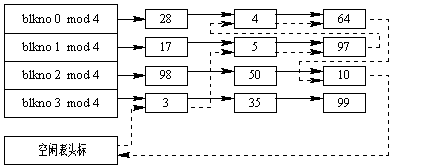 blkno 0 mod 4 28 4 64
blkno 1 mod 4 17 5 97
blkno 2 mod 4 98 50 10
blkno 3 mod 4 3 35 99
空闲表头标